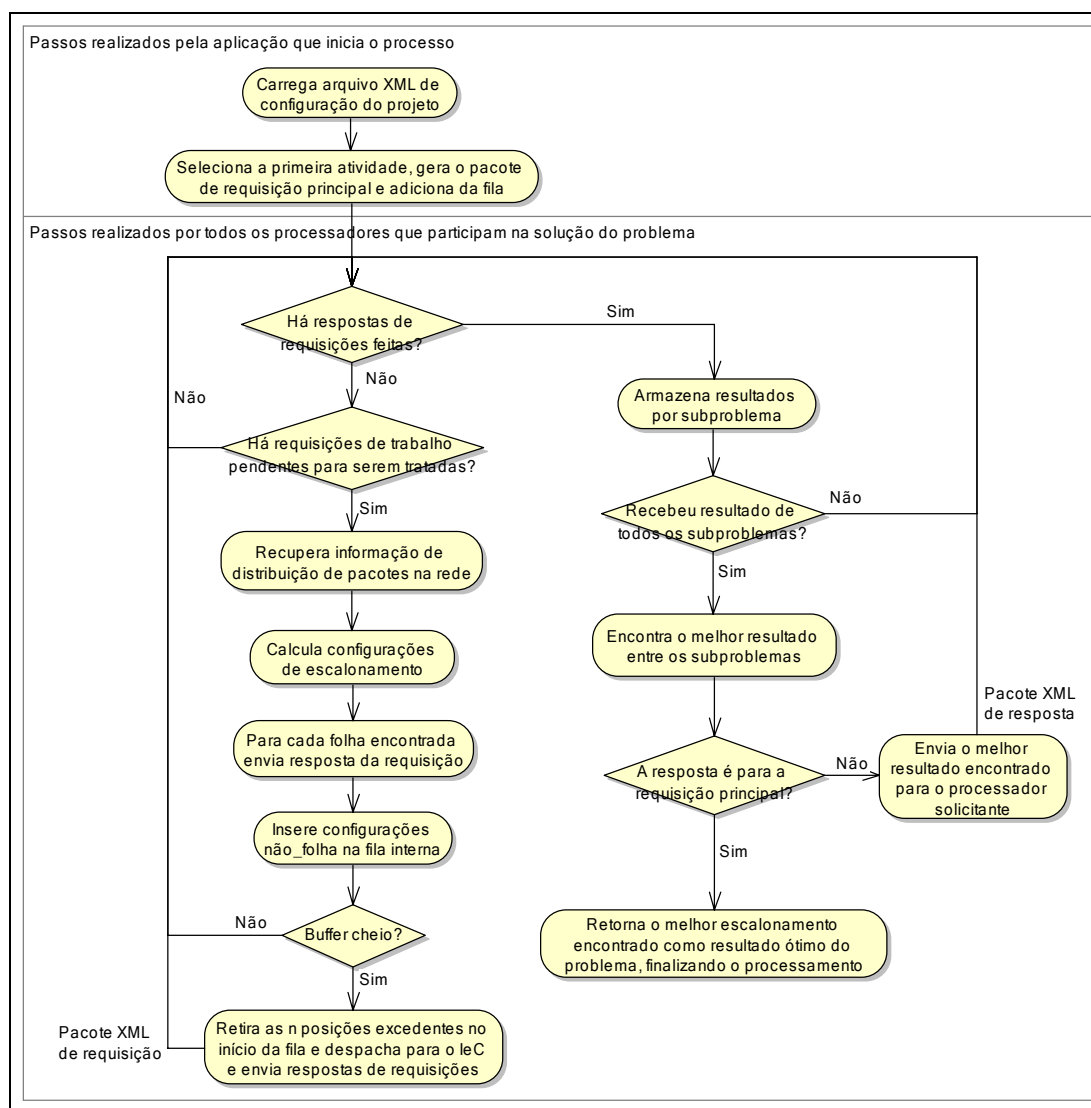 Passos realizados pela aplicação que inicia o processo
Carrega arquivo XML de
configuração do projeto
Seleciona a primeira atividade, gera o pacote
de requisição principal e adiciona da fila
Passos realizados por todos os processadores que participam na solução do problema
Há respostas de
requisições feitas?
Sim
Não
Não
Há requisições de trabalho
pendentes para serem tratadas?
Sim
Recupera informação de
distribuição de pacotes na rede
Calcula configurações
de escalonamento
Para cada folha encontrada
envia resposta da requisição
Insere configurações
não_folha na fila interna
Não
Buffer cheio?
Sim
Pacote XML
de requisição
Retira as n posições excedentes no
início da fila e despacha para o IeC
e envia respostas de requisições
Armazena resultados
por subproblema
Não
Recebeu resultado de
todos os subproblemas?
Sim
Encontra o melhor resultado
entre os subproblemas
Pacote XML
de resposta
A resposta é para a
requisição principal?
Não
Envia o melhor
resultado encontrado
para o processador
solicitante
Sim
Retorna o melhor escalonamento
encontrado como resultado ótimo do
problema, finalizando o processamento